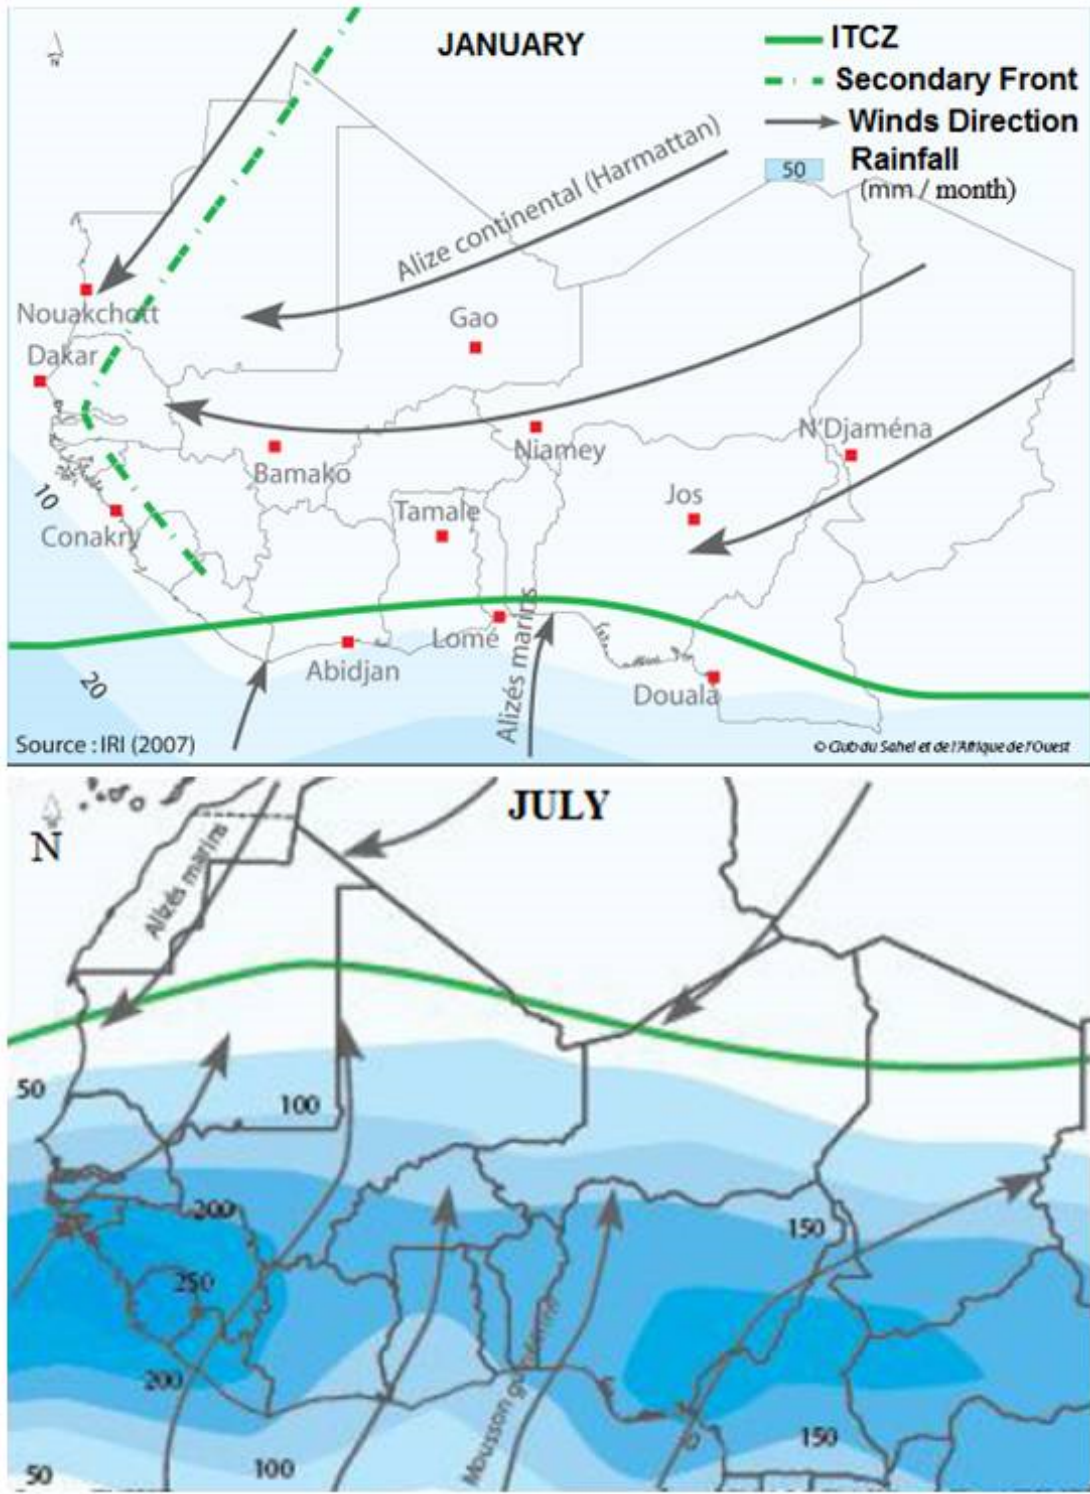 JANUARY
ITCZ
Secondary Front
Winds Direction
Rainfall
50
(mm / month)
N
Alize continental (Harmattan)
Nouakchott
Gao
Dakar
Niamey
N'Djaména
Bamako
10
Jos
Tamale
Conakry
Lomé
Alizés marins
Abidjan
20
Douala
Source : IRI (2007)
© Club du Sahel et de l'Afrique de l'Ouest
JULY
N
Alizés marins
50
100
200
150
250
200
Mousson
150
100
50